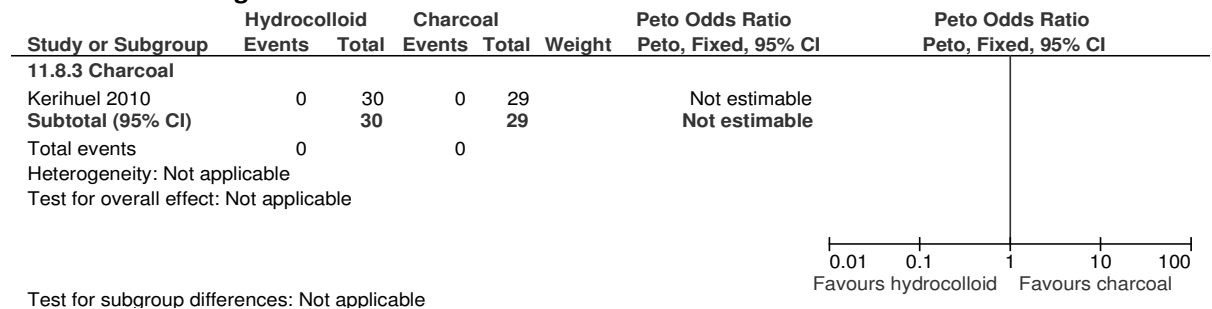 Hydrocolloid Charcoal Peto Odds Ratio Peto Odds Ratio
Study or Subgroup Events Total Events Total Weight Peto, Fixed, 95% CI Peto, Fixed, 95% CI
11.8.3 Charcoal
Kerihuel 2010 0 30 0 29 Not estimable
Subtotal (95% CI) 30 29 Not estimable
Total events 0 0
Heterogeneity: Not applicable
Test for overall effect: Not applicable
0.01 0.1 1 10 100
Favours hydrocolloid Favours charcoal
Test for subgroup differences: Not applicable